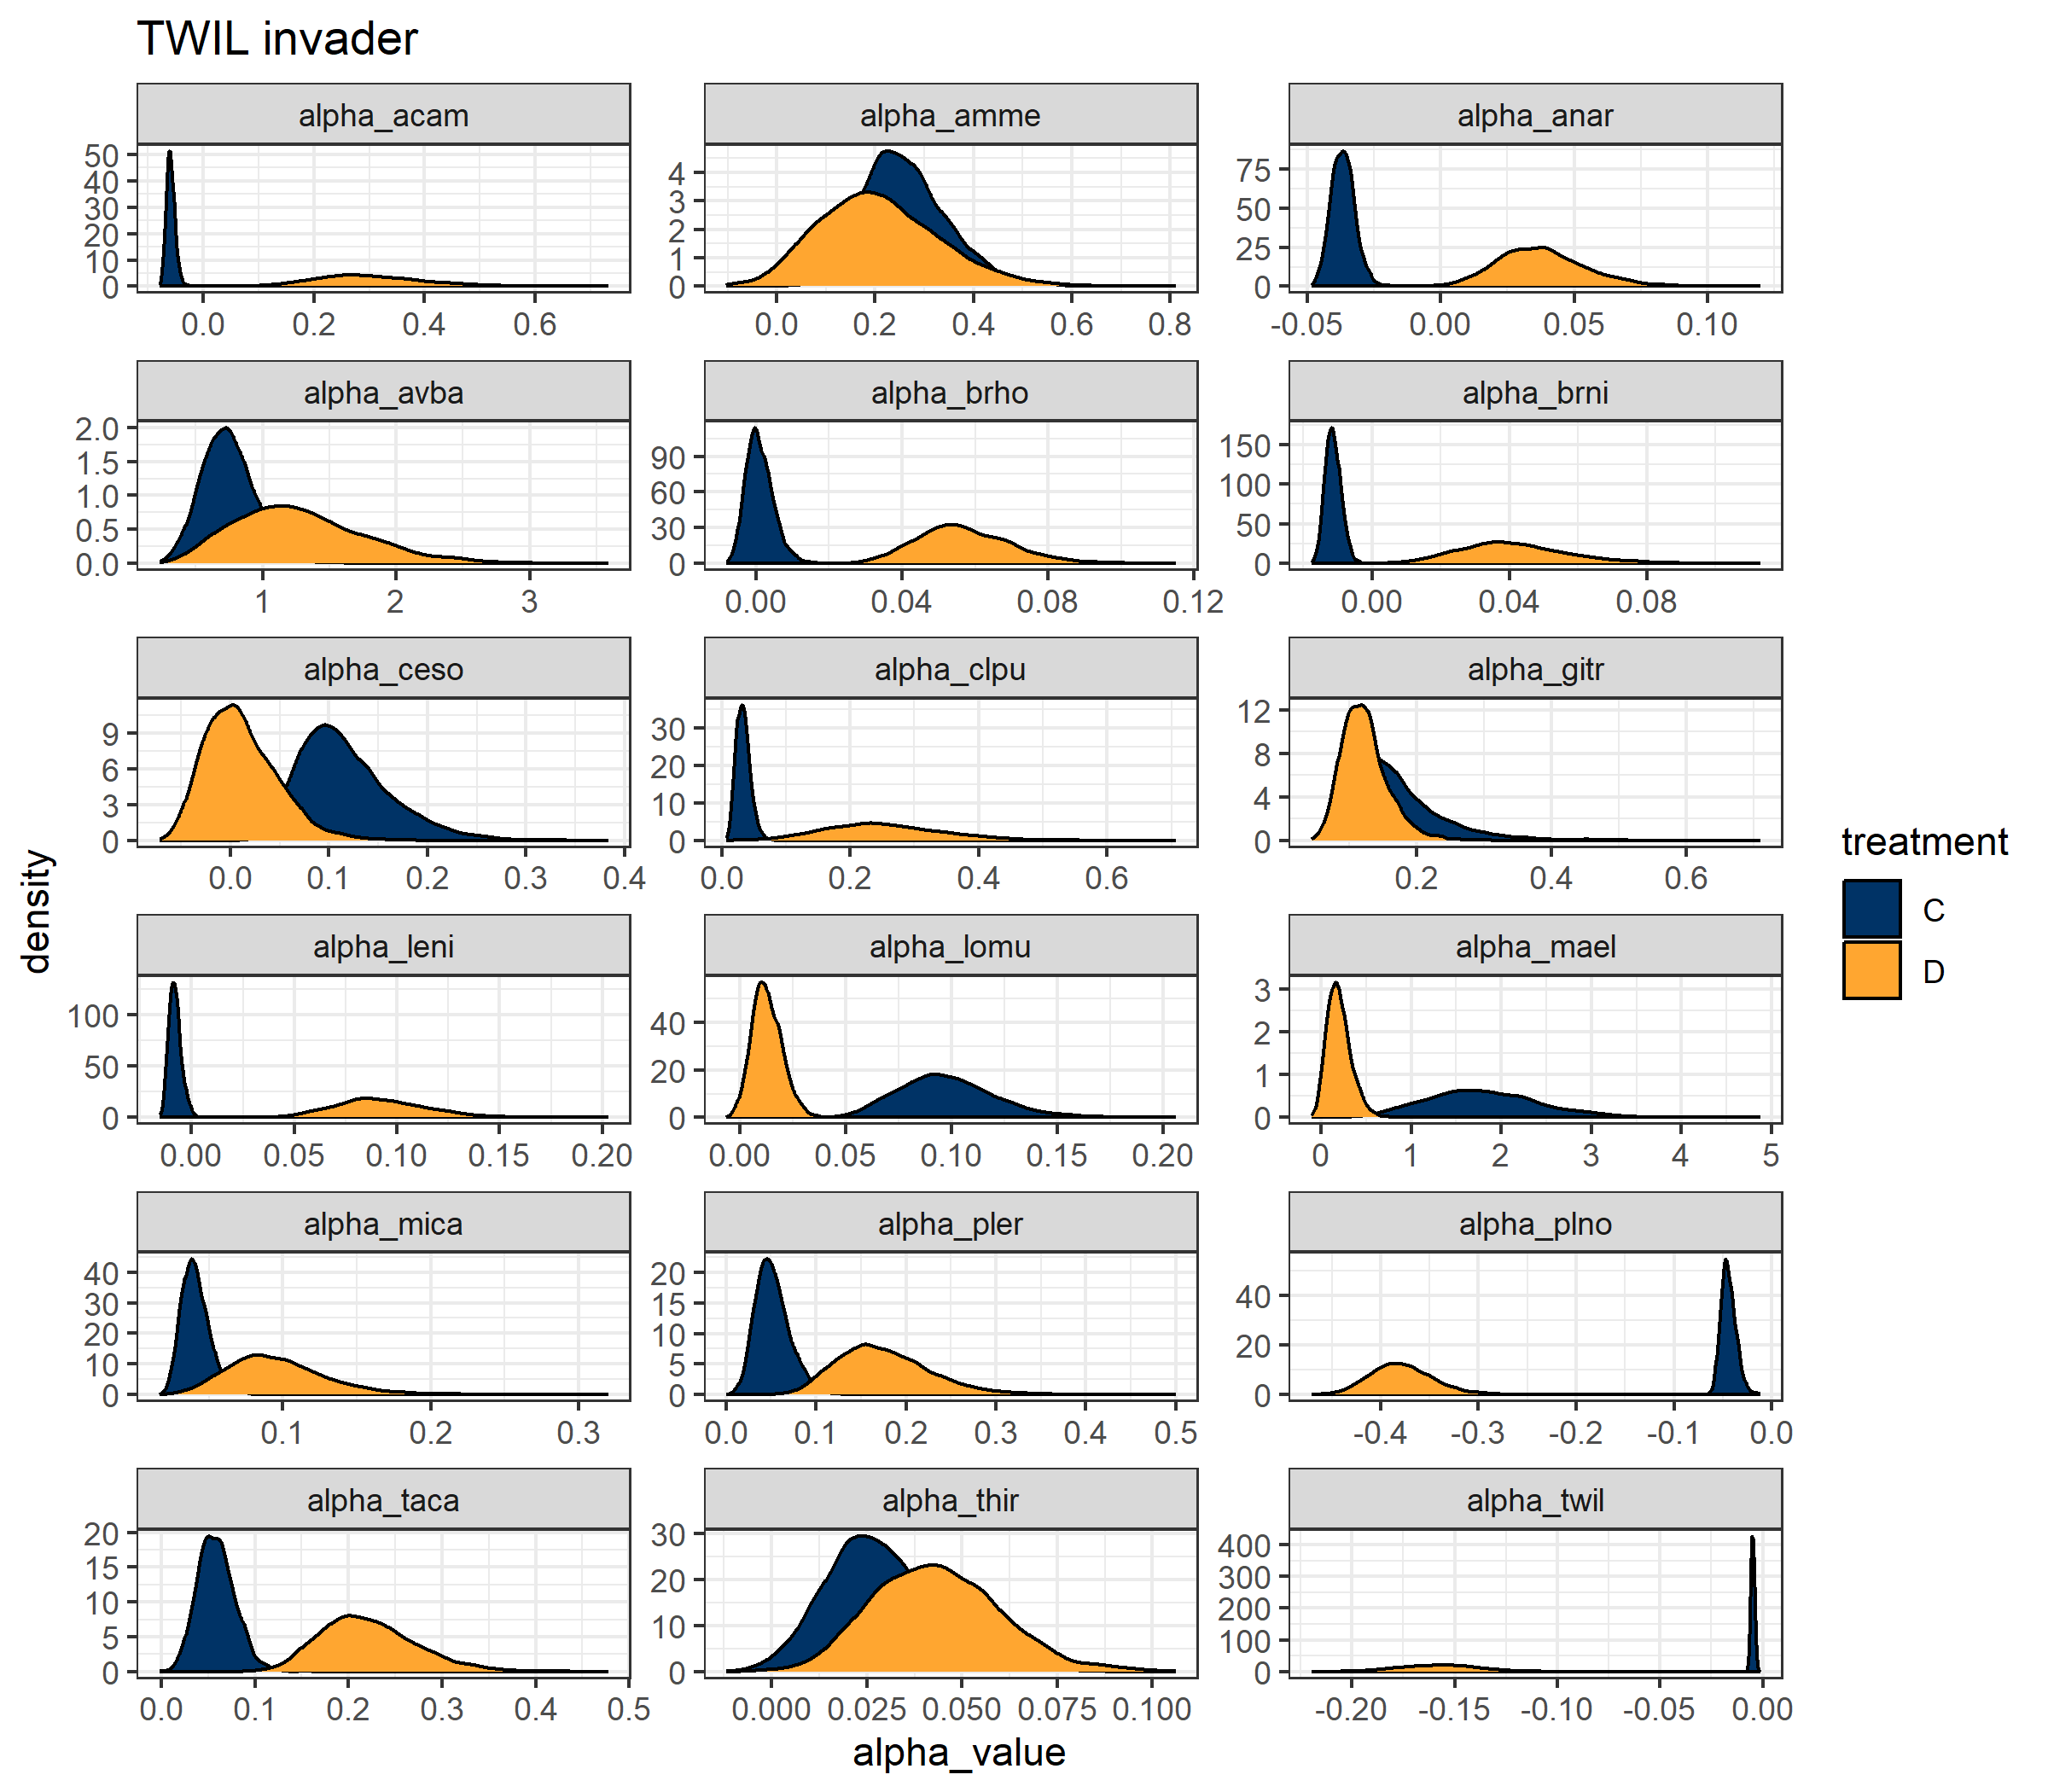 TWIL invader
alpha_acam alpha_amme alpha_anar
50 40 30 20 10 0
4 3 2 1 0
75 50 25 0
0.0 0.2 0.4 0.6
0.0 0.2 0.4 0.6 0.8
-0.05 0.00 0.05 0.10
alpha_avba alpha_brho alpha_brni
2.0 1.5 1.0 0.5 0.0
90 60 30 0
150 100 50 0
1 2 3
0.00 0.04 0.08 0.12
0.00 0.04 0.08
alpha_ceso alpha_clpu alpha_gitr
9 6 3 0
30 20 10 0
12 8 4 0
0.0 0.1 0.2 0.3 0.4
0.0 0.2 0.4 0.6
0.2 0.4 0.6
alpha_leni alpha_lomu alpha_mael
100 50 0
40 20 0
3 2 1 0
0.00 0.05 0.10 0.15 0.20
0.00 0.05 0.10 0.15 0.20
0 1 2 3 4 5
alpha_mica alpha_pler alpha_plno
40 30 20 10 0
20 15 10 5 0
40 20 0
0.1 0.2 0.3
0.0 0.1 0.2 0.3 0.4 0.5
-0.4 -0.3 -0.2 -0.1 0.0
alpha_taca alpha_thir alpha_twil
20 15 10 5 0
30 20 10 0
400 300 200 100 0
0.0 0.1 0.2 0.3 0.4 0.5
0.000 0.025 0.050 0.075 0.100
-0.20 -0.15 -0.10 -0.05 0.00
alpha_value
density
treatment
C
D